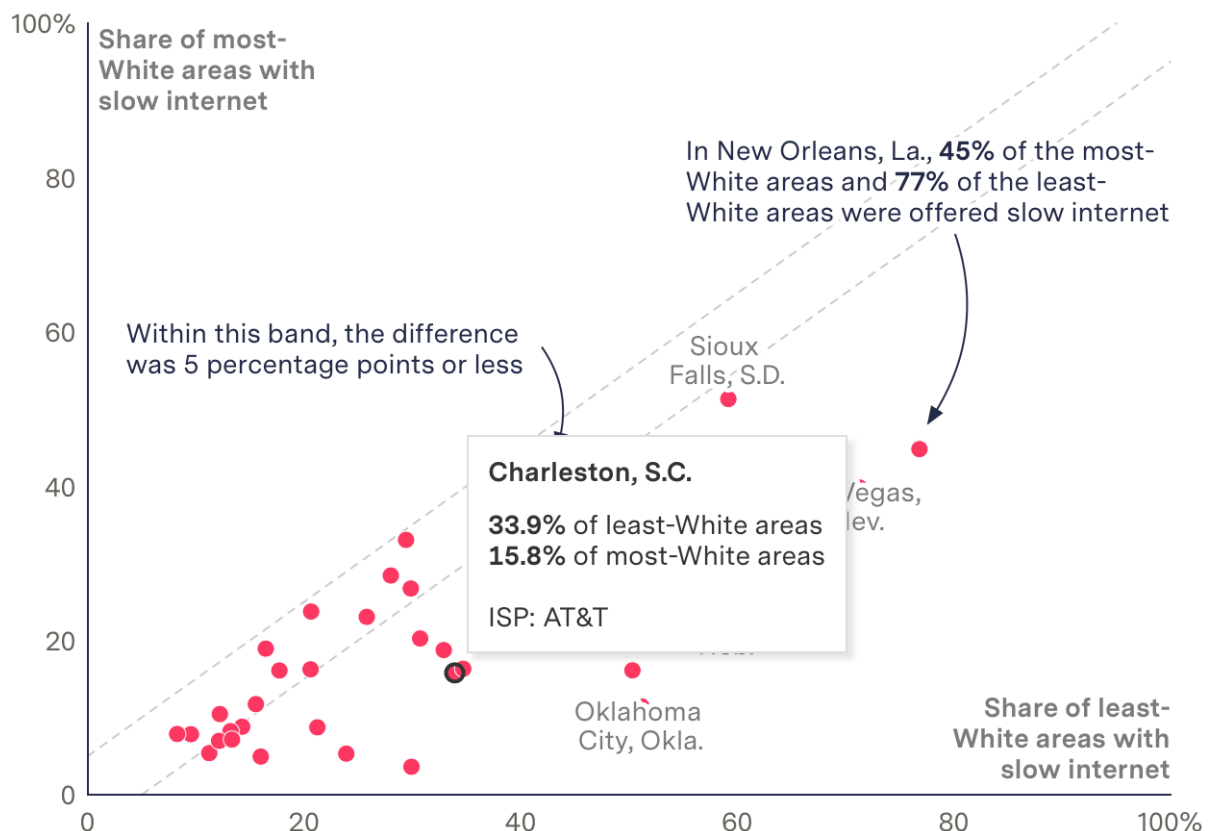 100%
Share of most-
White areas with
slow internet
In New Orleans, La., 45% of the most-
White areas and 77% of the least-
White areas were offered slow internet
80
Within this band, the difference
was 5 percentage points or less
60
Sioux
Falls, S.D.
Charleston, S.C.
33.9% of least-White areas
15.8% of most-White areas
ISP: AT&T
40
Vegas,
20
Oklahoma
City, Okla.
Share of least-
White areas with
slow internet
0
0 20 40 60 80 100%